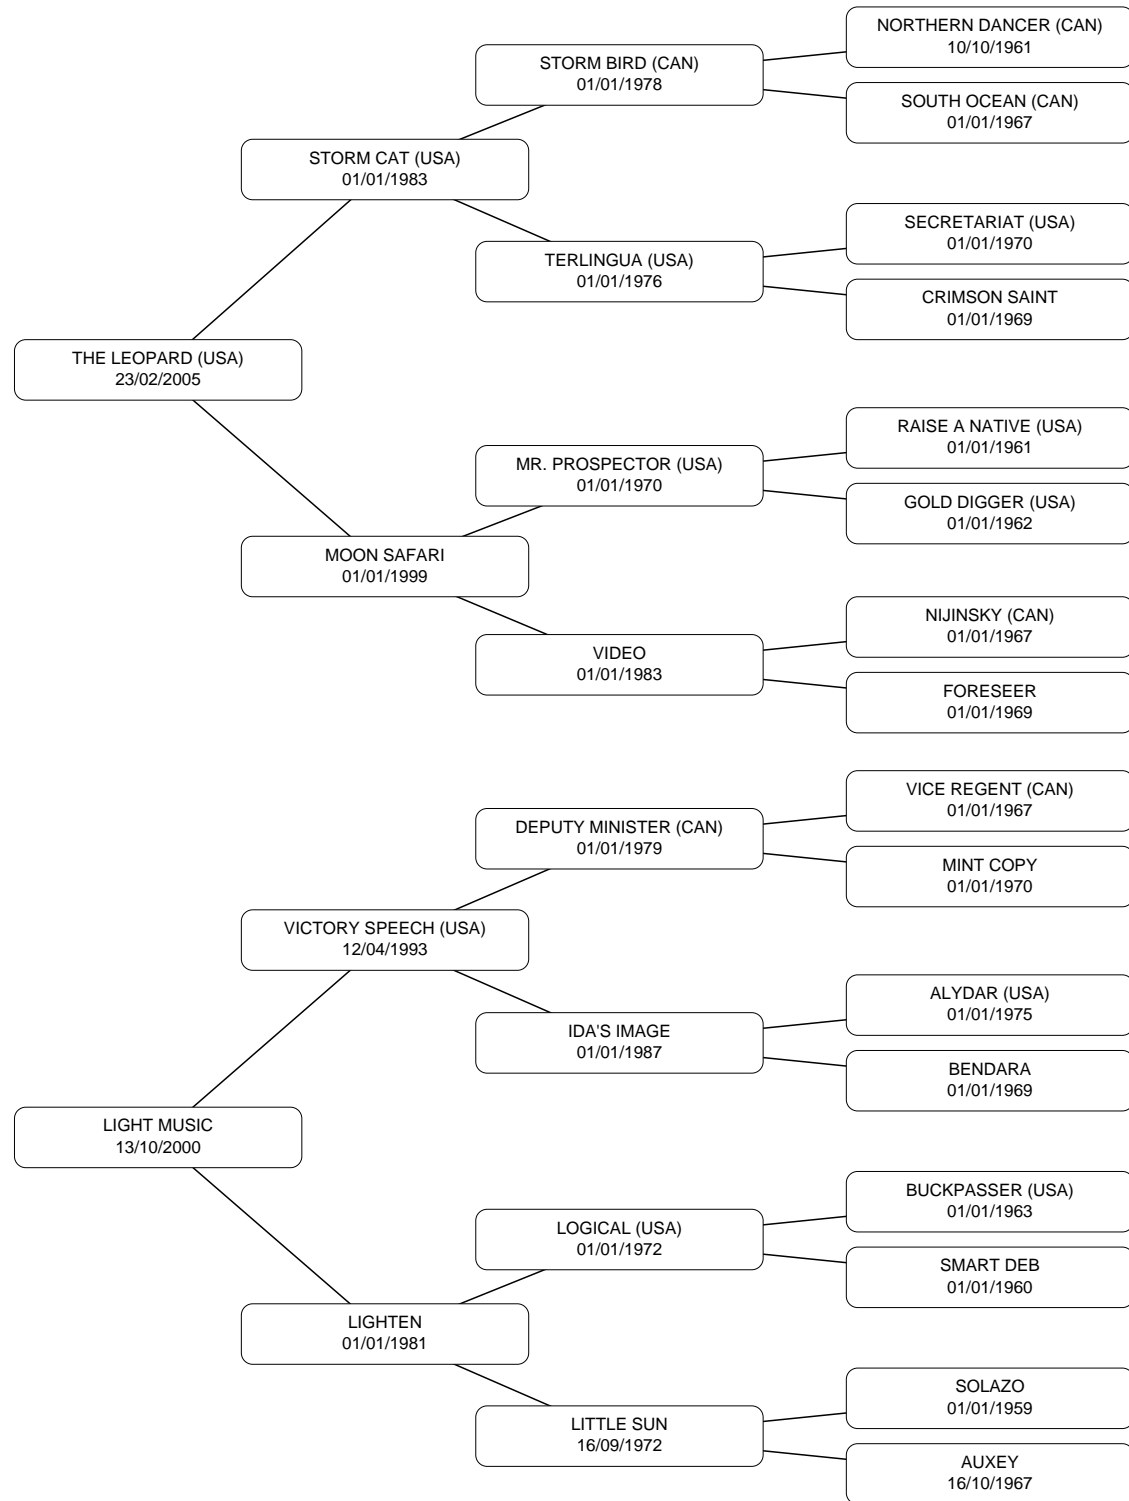 NORTHERN DANCER (CAN)
10/10/1961
STORM BIRD (CAN)
01/01/1978
SOUTH OCEAN (CAN)
01/01/1967
STORM CAT (USA)
01/01/1983
SECRETARIAT (USA)
01/01/1970
TERLINGUA (USA)
01/01/1976
CRIMSON SAINT
01/01/1969
THE LEOPARD (USA)
23/02/2005
RAISE A NATIVE (USA)
01/01/1961
MR. PROSPECTOR (USA)
01/01/1970
GOLD DIGGER (USA)
01/01/1962
MOON SAFARI
01/01/1999
NIJINSKY (CAN)
01/01/1967
VIDEO
01/01/1983
FORESEER
01/01/1969
VICE REGENT (CAN)
01/01/1967
DEPUTY MINISTER (CAN)
01/01/1979
MINT COPY
01/01/1970
VICTORY SPEECH (USA)
12/04/1993
ALYDAR (USA)
01/01/1975
IDA'S IMAGE
01/01/1987
BENDARA
01/01/1969
LIGHT MUSIC
13/10/2000
BUCKPASSER (USA)
01/01/1963
LOGICAL (USA)
01/01/1972
SMART DEB
01/01/1960
LIGHTEN
01/01/1981
SOLAZO
01/01/1959
LITTLE SUN
16/09/1972
AUXEY
16/10/1967